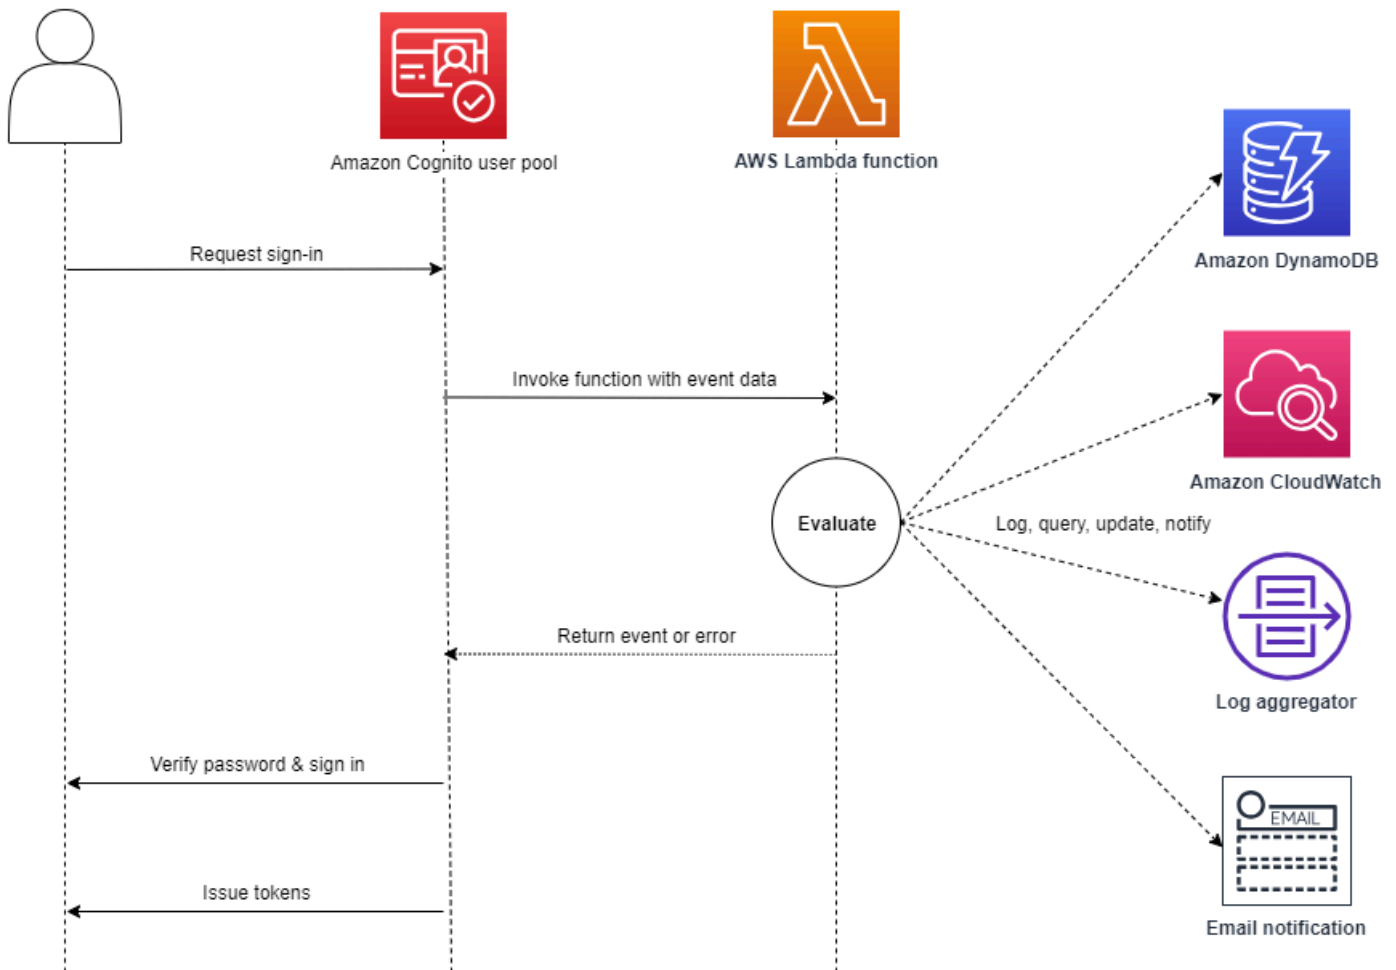 Amazon Cognito user pool
AWS Lambda function
Request sign-in
Amazon DynamoDB
Invoke function with event data
Amazon CloudWatch
Evaluate
Log, query, update, notify
Return event or error
Log aggregator
Verify password & sign in
EMAIL
Issue tokens
Email notification